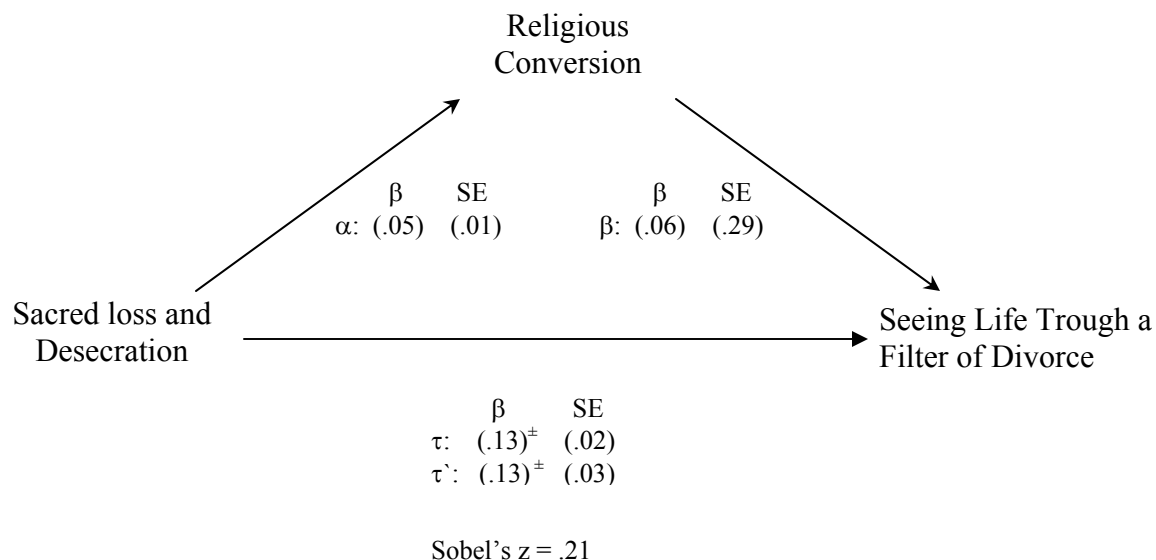 Religious
Conversion
β SE
α: (.05) (.01)
β SE
β: (.06) (.29)
Sacred loss and
Desecration
Seeing Life Trough a
Filter of Divorce
β SE
τ: (.13)± (.02)
τ`: (.13)± (.03)
Sobel’s z = .21